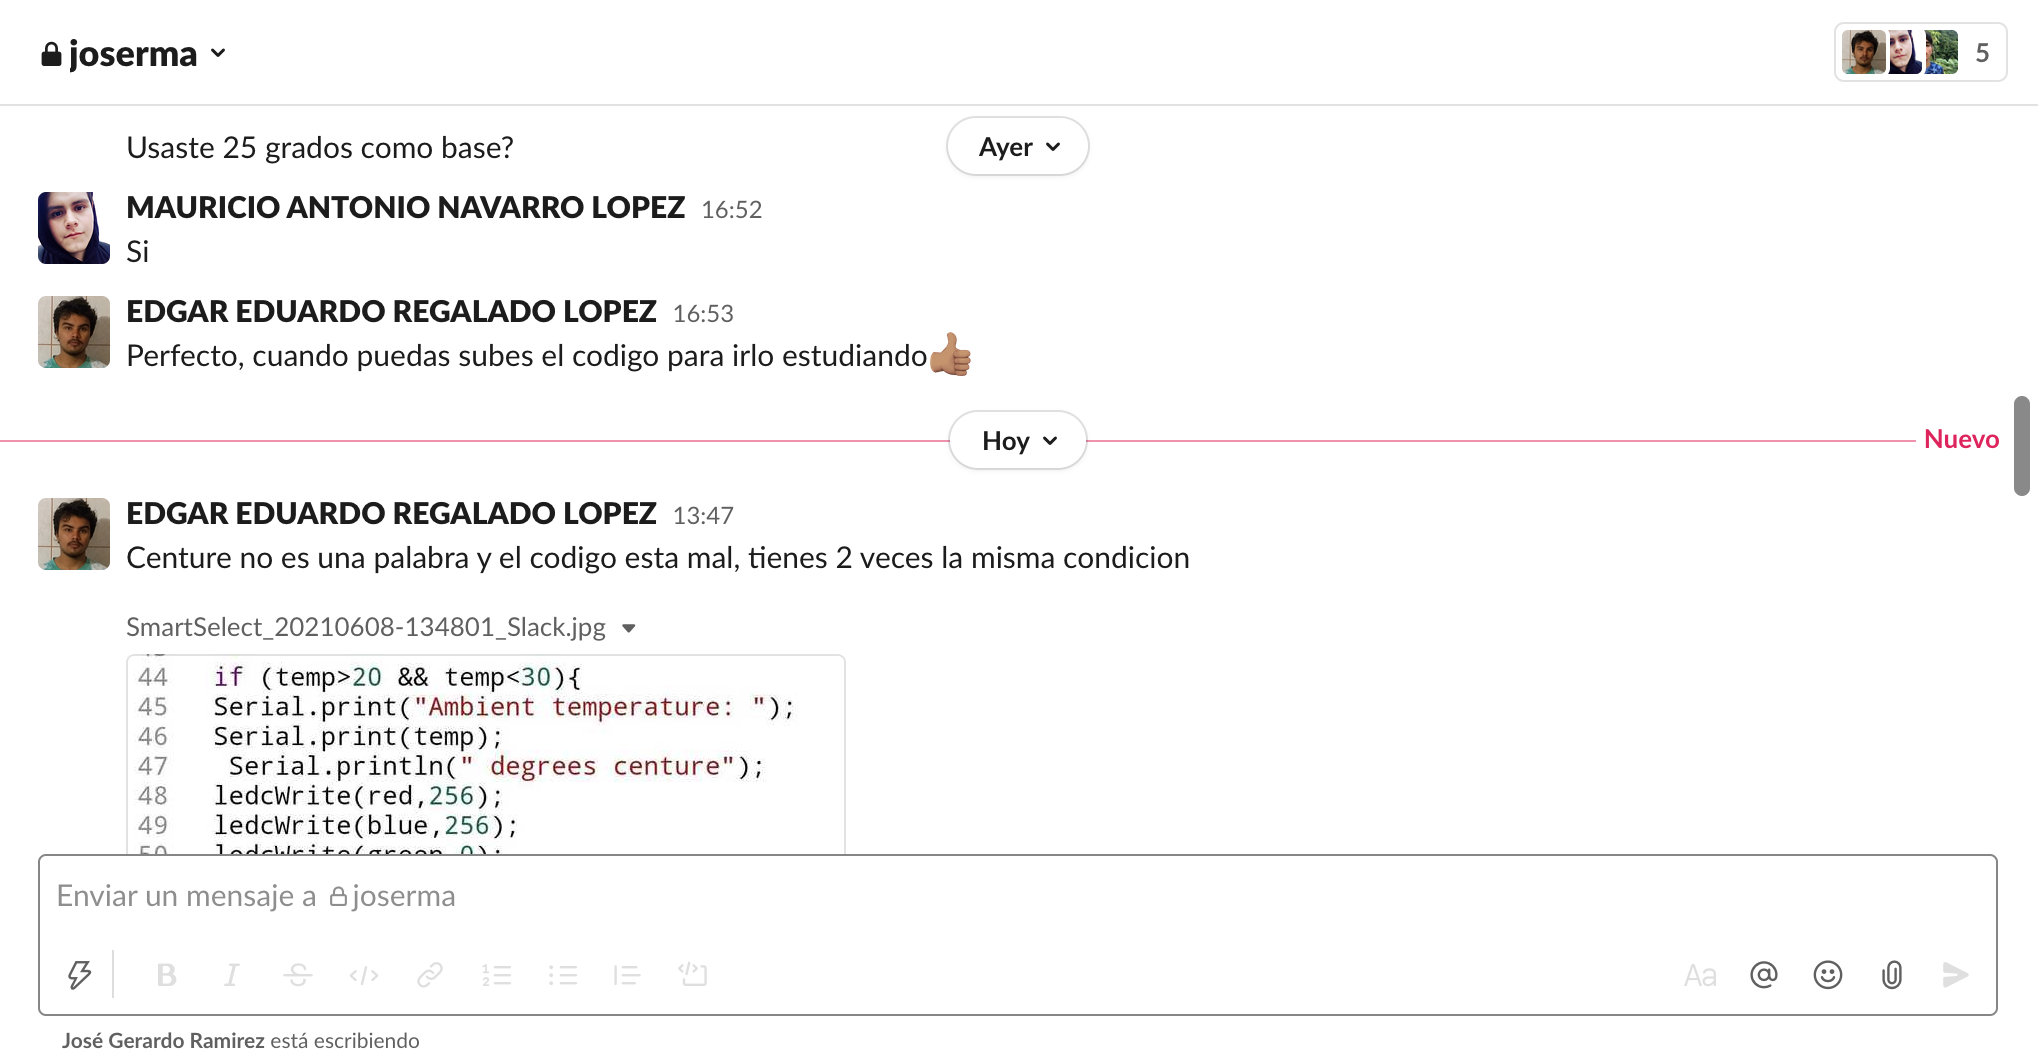 joserma
5
Usaste 25 grados como base?
Ayer
MAURICIO ANTONIO NAVARRO LOPEZ 16:52
Si
EDGAR EDUARDO REGALADO LOPEZ 16:53
Perfecto, cuando puedas subes el codigo para irlo estudiando
Hoy
Nuevo
EDGAR EDUARDO REGALADO LOPEZ 13:47
Centure no es una palabra y el codigo esta mal, tienes 2 veces la misma condicion
SmartSelect_20210608-134801_Slack.jpg
44 if (temp>20 && temp<30){
45 Serial.print("Ambient temperature: ");
46 Serial.print(temp);
47 Serial.println(" degrees centure");
48 ledcWrite(red,256);
49 ledcWrite(blue,256);
50 ledcWrite(green,0);
Enviar un mensaje a joserma
B I S </> Aa @
José Gerardo Ramirez está escribiendo